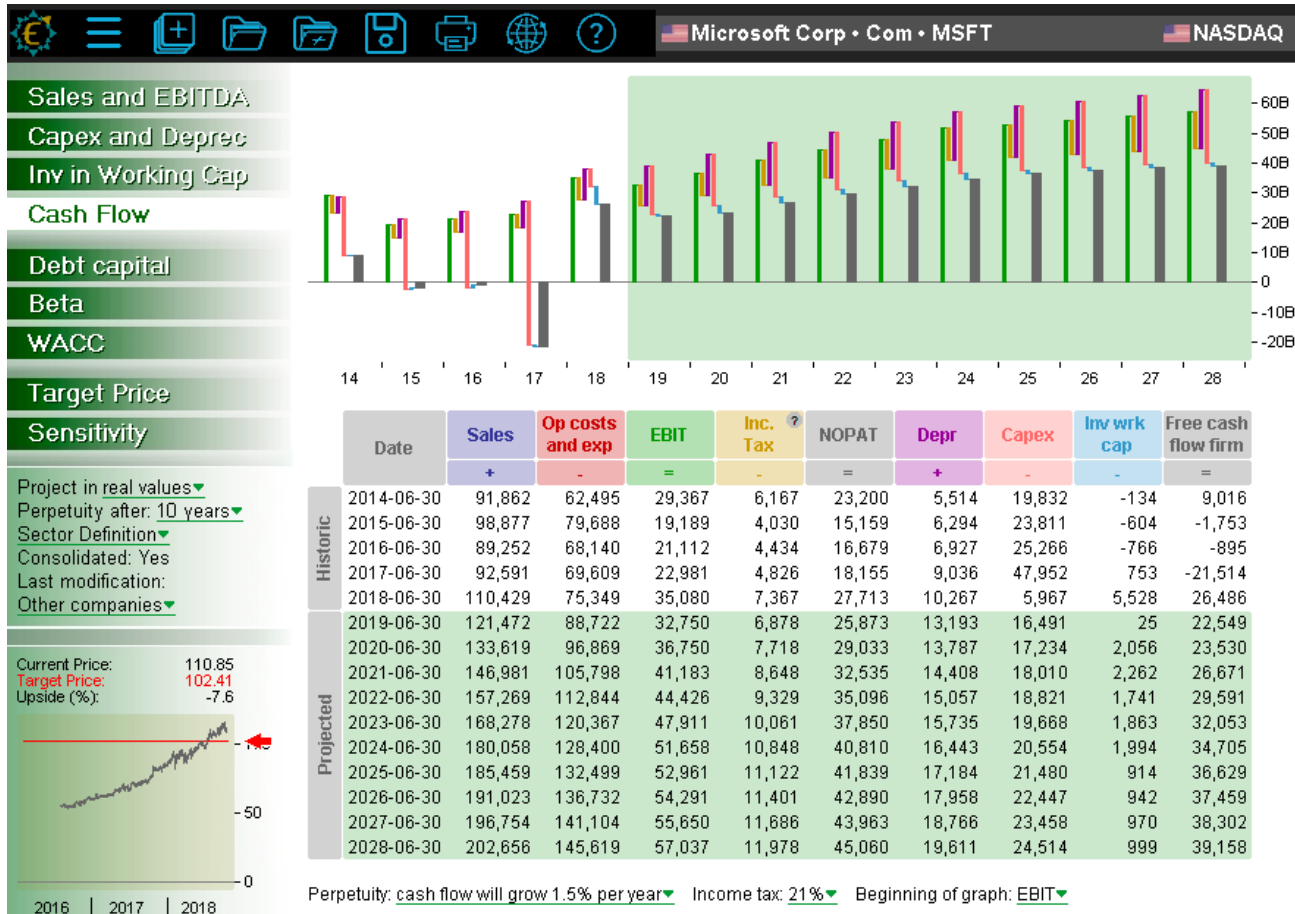 € ? Microsoft Corp • Com • MSFT NASDAQ
Sales and EBITDA
Capex and Deprec
Inv in Working Cap
Cash Flow
Debt capital
Beta
WACC
Target Price
Sensitivity
Project in real values
Perpetuity after: 10 years
Sector Definition
Consolidated: Yes
Last modification:
Other companies
Current Price: 110.85
Target Price: 102.41
Upside (%): -7.6
50
0
2016 | 2017 | 2018
60B
50B
40B
30B
20B
10B
0
-10B
-20B
14 15 16 17 18 19 20 21 22 23 24 25 26 27 28
Date Sales Op costs and exp EBIT Inc. Tax ? NOPAT Depr Capex Inv wrk cap Free cash flow firm
+ - = - = + - - =
Historic
2014-06-30 91,862 62,495 29,367 6,167 23,200 5,514 19,832 -134 9,016
2015-06-30 98,877 79,688 19,189 4,030 15,159 6,294 23,811 -604 -1,753
2016-06-30 89,252 68,140 21,112 4,434 16,679 6,927 25,266 -766 -895
2017-06-30 92,591 69,609 22,981 4,826 18,155 9,036 47,952 753 -21,514
2018-06-30 110,429 75,349 35,080 7,367 27,713 10,267 5,967 5,528 26,486
Projected
2019-06-30 121,472 88,722 32,750 6,878 25,873 13,193 16,491 25 22,549
2020-06-30 133,619 96,869 36,750 7,718 29,033 13,787 17,234 2,056 23,530
2021-06-30 146,981 105,798 41,183 8,648 32,535 14,408 18,010 2,262 26,671
2022-06-30 157,269 112,844 44,426 9,329 35,096 15,057 18,821 1,741 29,591
2023-06-30 168,278 120,367 47,911 10,061 37,850 15,735 19,668 1,863 32,053
2024-06-30 180,058 128,400 51,658 10,848 40,810 16,443 20,554 1,994 34,705
2025-06-30 185,459 132,499 52,961 11,122 41,839 17,184 21,480 914 36,629
2026-06-30 191,023 136,732 54,291 11,401 42,890 17,958 22,447 942 37,459
2027-06-30 196,754 141,104 55,650 11,686 43,963 18,766 23,458 970 38,302
2028-06-30 202,656 145,619 57,037 11,978 45,060 19,611 24,514 999 39,158
Perpetuity: cash flow will grow 1.5% per year Income tax: 21% Beginning of graph: EBIT